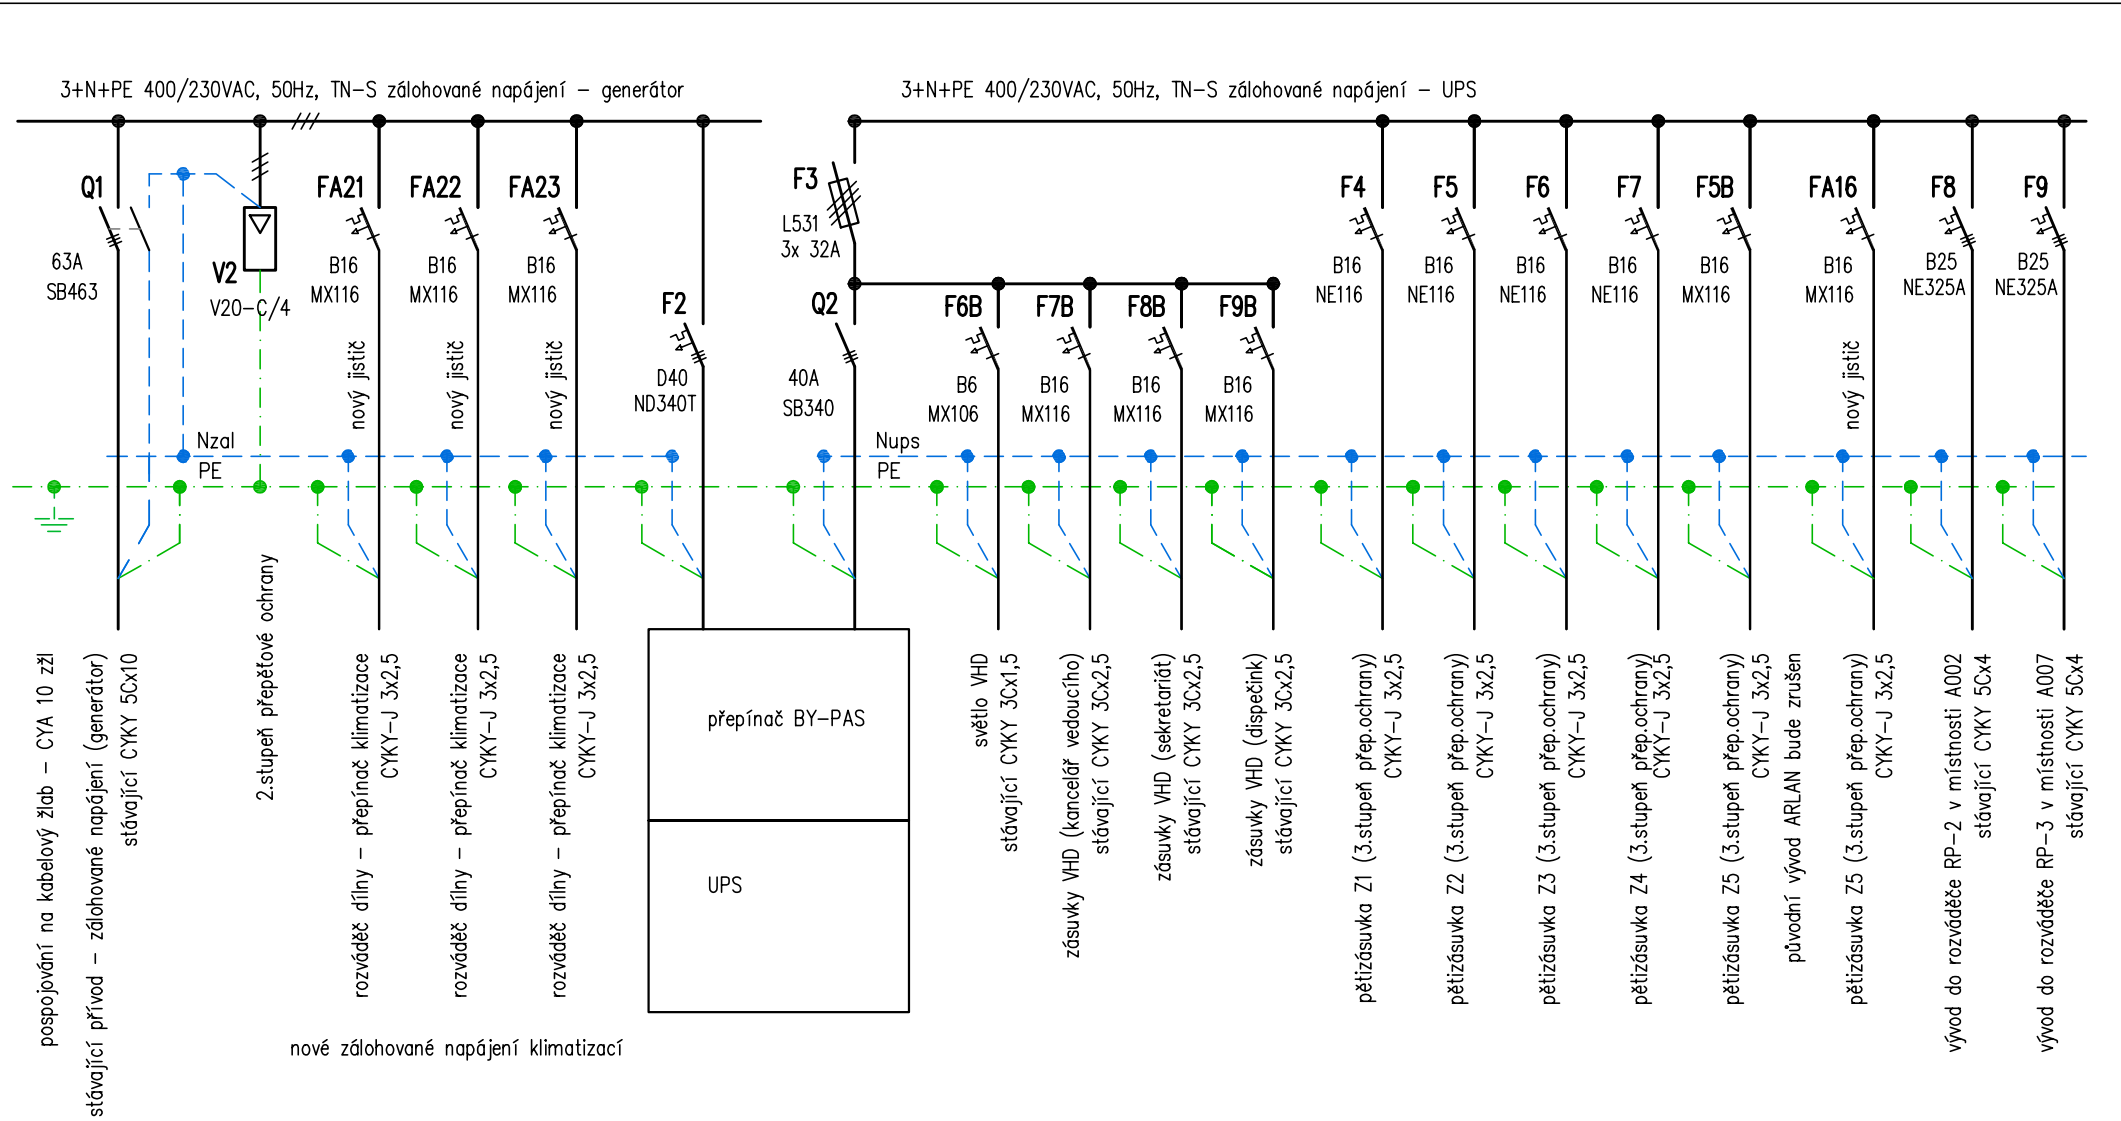 3+N+PE 400/230VAC, 50Hz, TN-S zálohované napájení - generátor
3+N+PE 400/230VAC, 50Hz, TN-S zálohované napájení - UPS
Q1
63A
SB463
V2
V20-C/4
FA21
B16
MX116
nový jistič
FA22
B16
MX116
nový jistič
FA23
B16
MX116
nový jistič
F2
D40
ND340T
F3
L531
3x 32A
Q2
40A
SB340
F6B
B6
MX106
F7B
B16
MX116
F8B
B16
MX116
F9B
B16
MX116
F4
B16
NE116
F5
B16
NE116
F6
B16
NE116
F7
B16
NE116
F5B
B16
MX116
FA16
B16
MX116
nový jistič
F8
B25
NE325A
F9
B25
NE325A
Nzal
PE
Nups
PE
pospojování na kabelový žlab - CYA 10 zžl
stávající přívod - zálohované napájení (generátor)
stávající CYKY 5Cx10
2.stupeň přepěťové ochrany
rozváděč dílny - přepínač klimatizace
CYKY-J 3x2,5
rozváděč dílny - přepínač klimatizace
CYKY-J 3x2,5
rozváděč dílny - přepínač klimatizace
CYKY-J 3x2,5
nové zálohované napájení klimatizací
přepínač BY-PAS
UPS
světlo VHD
stávající CYKY 3Cx1,5
zásuvky VHD (kancelář vedoucího)
stávající CYKY 3Cx2,5
zásuvky VHD (sekretariát)
stávající CYKY 3Cx2,5
zásuvky VHD (dispečink)
stávající CYKY 3Cx2,5
pětizásuvka Z1 (3.stupeň přep.ochrany)
CYKY-J 3x2,5
pětizásuvka Z2 (3.stupeň přep.ochrany)
CYKY-J 3x2,5
pětizásuvka Z3 (3.stupeň přep.ochrany)
CYKY-J 3x2,5
pětizásuvka Z4 (3.stupeň přep.ochrany)
CYKY-J 3x2,5
pětizásuvka Z5 (3.stupeň přep.ochrany)
CYKY-J 3x2,5
původní vývod ARLAN bude zrušen
pětizásuvka Z5 (3.stupeň přep.ochrany)
CYKY-J 3x2,5
vývod do rozváděče RP-2 v místnosti A002
stávající CYKY 5Cx4
vývod do rozváděče RP-3 v místnosti A007
stávající CYKY 5Cx4